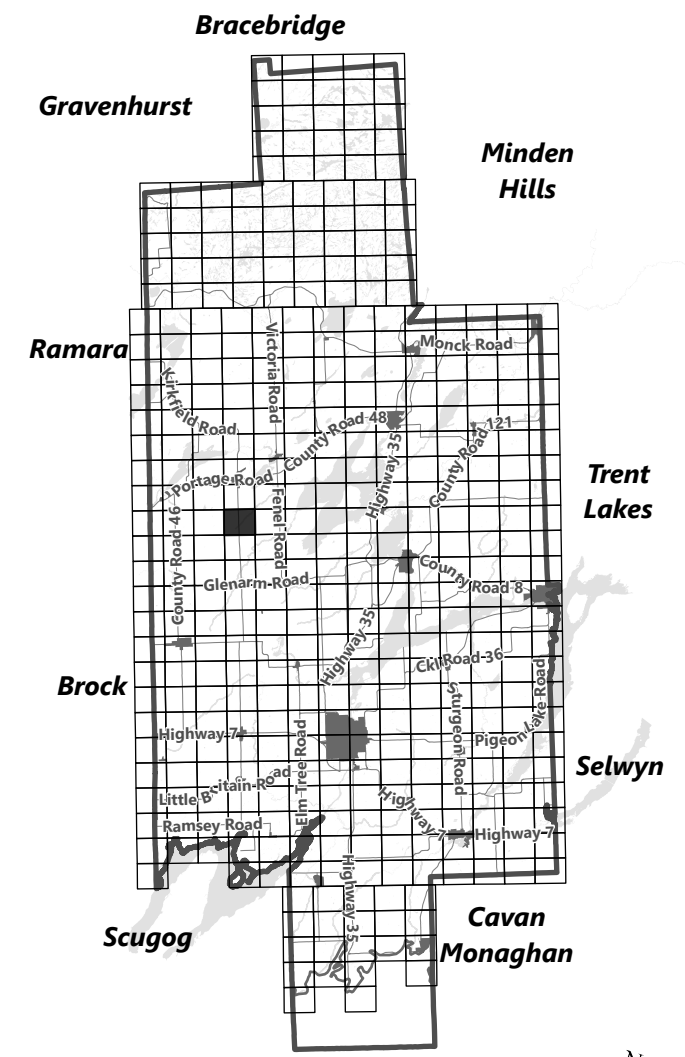 Bracebridge
Gravenhurst
Minden
Hills
Ramara
Victoria Road
Monck Road
Kirkfield Road
County Road 48
County Road 121
Highway 35
Portage Road
Trent
Lakes
County Road 46
Fenel Road
Glenarm Road
County Road 8
Highway 35
Ckl Road 36
Brock
Sturgeon Road
Pigeon Lake Road
Highway 7
Elm Tree Road
Selwyn
Little Britain Road
Highway 7
Ramsey Road
Highway 7
Highway 35
Scugog
Cavan
Monaghan
N